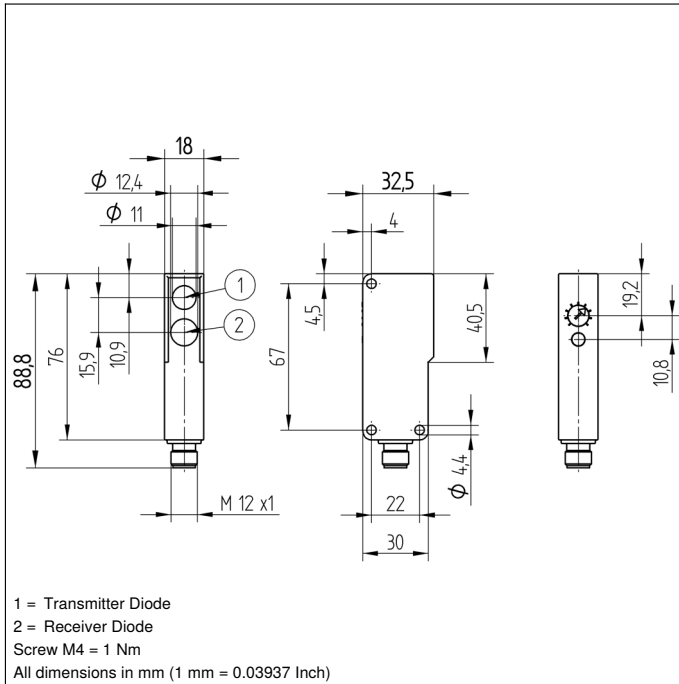 18
ϕ 12,4
ϕ 11
32,5
4
1
2
88,8
76
15,9
10,9
4,5
67
40,5
19,2
10,8
M 12 x1
ϕ 4,4
22
30
1 = Transmitter Diode
2 = Receiver Diode
Screw M4 = 1 Nm
All dimensions in mm (1 mm = 0.03937 Inch)